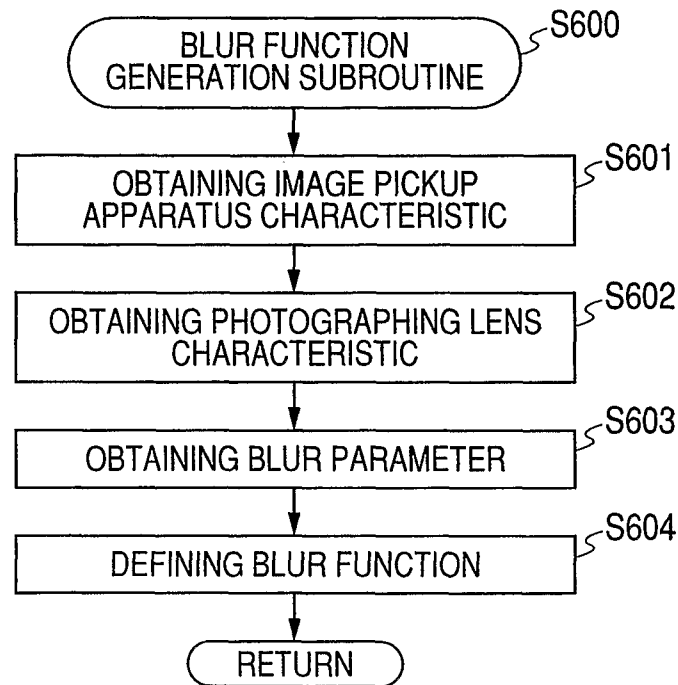 BLUR FUNCTION
GENERATION SUBROUTINE
S600
OBTAINING IMAGE PICKUP
APPARATUS CHARACTERISTIC
S601
OBTAINING PHOTOGRAPHING LENS
CHARACTERISTIC
S602
OBTAINING BLUR PARAMETER
S603
DEFINING BLUR FUNCTION
S604
RETURN